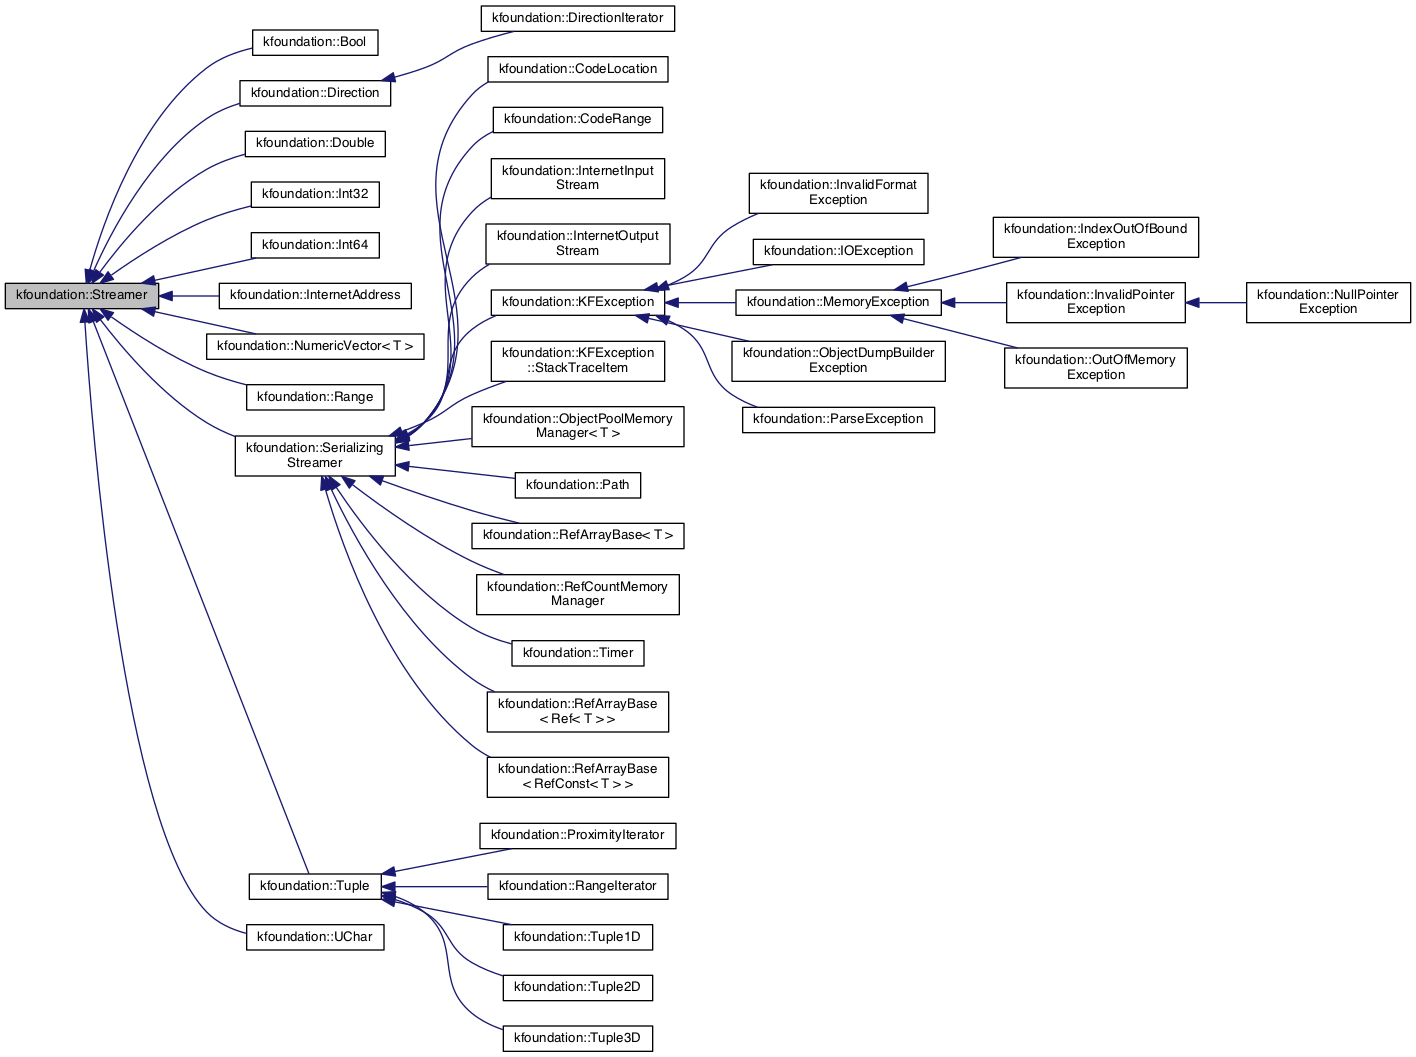 kfoundation::Streamer
kfoundation::Bool
kfoundation::Direction
kfoundation::Double
kfoundation::Int32
kfoundation::Int64
kfoundation::InternetAddress
kfoundation::NumericVector< T >
kfoundation::Range
kfoundation::Serializing
Streamer
kfoundation::Tuple
kfoundation::UChar
kfoundation::DirectionIterator
kfoundation::CodeLocation
kfoundation::CodeRange
kfoundation::InternetInput
Stream
kfoundation::InternetOutput
Stream
kfoundation::KFException
kfoundation::KFException
::StackTraceItem
kfoundation::ObjectPoolMemory
Manager< T >
kfoundation::Path
kfoundation::RefArrayBase< T >
kfoundation::RefCountMemory
Manager
kfoundation::Timer
kfoundation::RefArrayBase
< Ref< T > >
kfoundation::RefArrayBase
< RefConst< T > >
kfoundation::ProximityIterator
kfoundation::RangeIterator
kfoundation::Tuple1D
kfoundation::Tuple2D
kfoundation::Tuple3D
kfoundation::InvalidFormat
Exception
kfoundation::IOException
kfoundation::MemoryException
kfoundation::ObjectDumpBuilder
Exception
kfoundation::ParseException
kfoundation::IndexOutOfBound
Exception
kfoundation::InvalidPointer
Exception
kfoundation::OutOfMemory
Exception
kfoundation::NullPointer
Exception